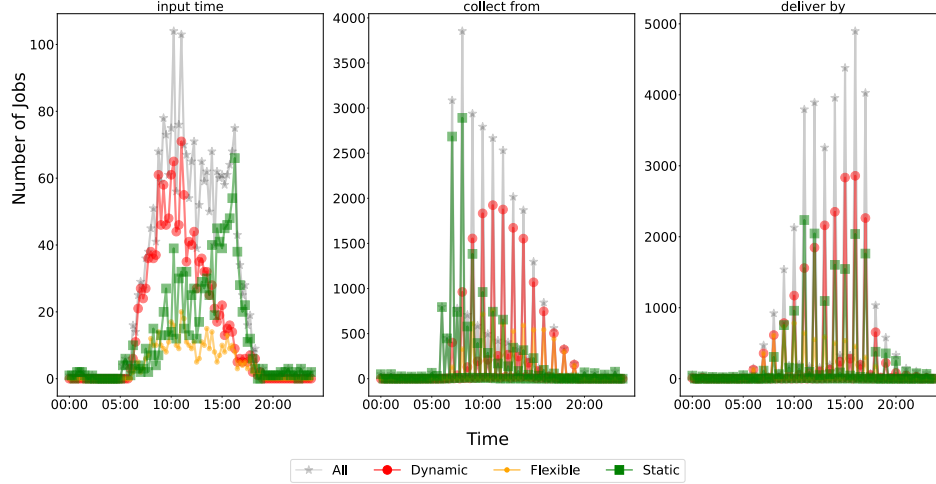 input time
collect from
deliver by
Number of Jobs
100
80
60
40
20
0
00:00 05:00 10:00 15:00 20:00
4000
3500
3000
2500
2000
1500
1000
500
0
00:00 05:00 10:00 15:00 20:00
5000
4000
3000
2000
1000
0
00:00 05:00 10:00 15:00 20:00
Time
All Dynamic Flexible Static